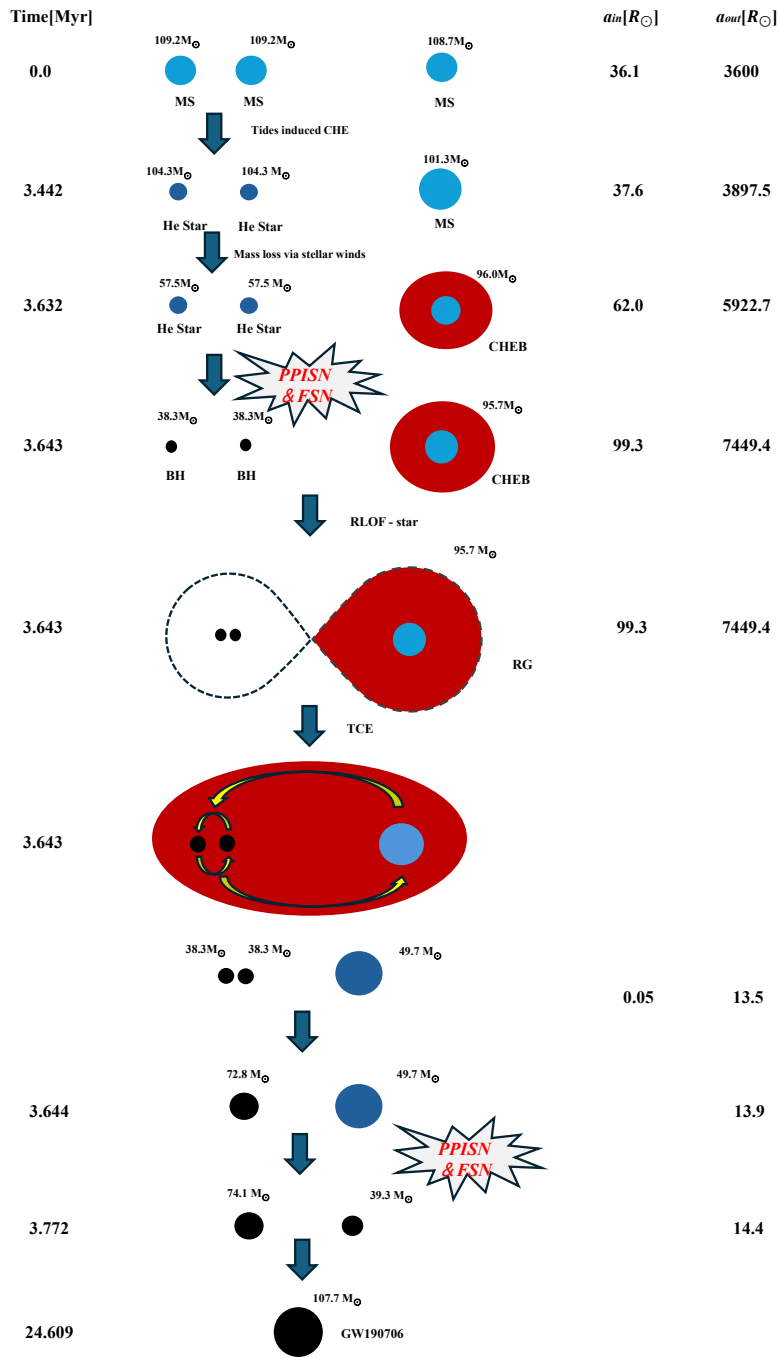 Time[Myr] a_in[R☉] a_out[R☉]
109.2M☉ 109.2M☉ 108.7M☉
0.0 36.1 3600
MS MS MS
Tides induced CHE
104.3M☉ 104.3 M☉ 101.3M☉
3.442 37.6 3897.5
He Star He Star MS
Mass loss via stellar winds
57.5M☉ 57.5 M☉ 96.0M☉
3.632 62.0 5922.7
He Star He Star CHEB
PPISN
&FSN
38.3M☉ 38.3M☉ 95.7M☉
3.643 99.3 7449.4
BH BH CHEB
RLOF - star
95.7 M☉
3.643 99.3 7449.4
RG
TCE
3.643
38.3M☉ 38.3 M☉ 49.7 M☉
0.05 13.5
72.8 M☉ 49.7 M☉
3.644 13.9
PPISN
&FSN
74.1 M☉ 39.3 M☉
3.772 14.4
107.7 M☉
24.609 GW190706